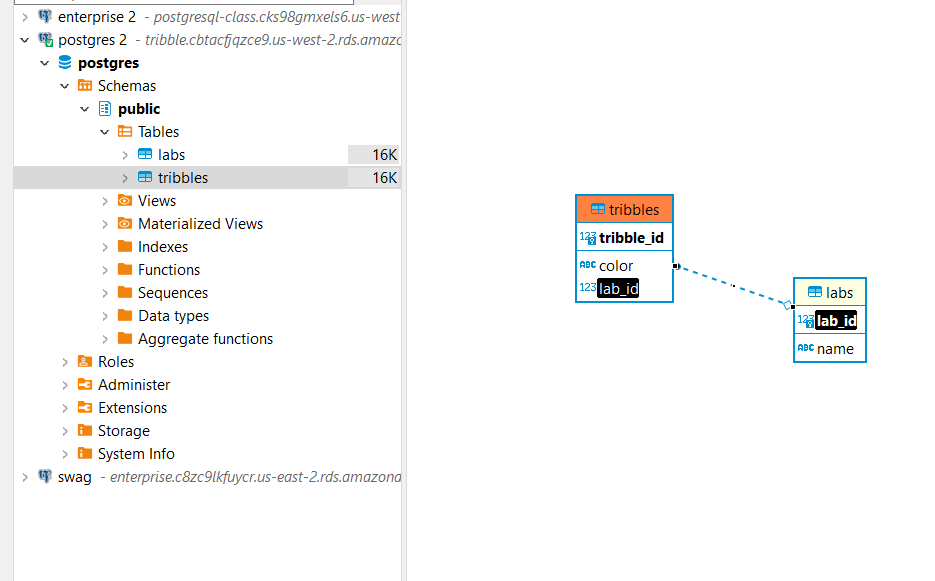 enterprise 2 - postgresql-class.cks98gmxels6.us-west
postgres 2 - tribble.cbtacfjqzce9.us-west-2.rds.amazo
postgres
Schemas
public
Tables
labs 16K
tribbles 16K
Views
Materialized Views
Indexes
Functions
Sequences
Data types
Aggregate functions
Roles
Administer
Extensions
Storage
System Info
swag - enterprise.c8zc9lkfuycr.us-east-2.rds.amazona
tribbles
123 tribble_id
ABC color
123 lab_id
labs
123 lab_id
ABC name